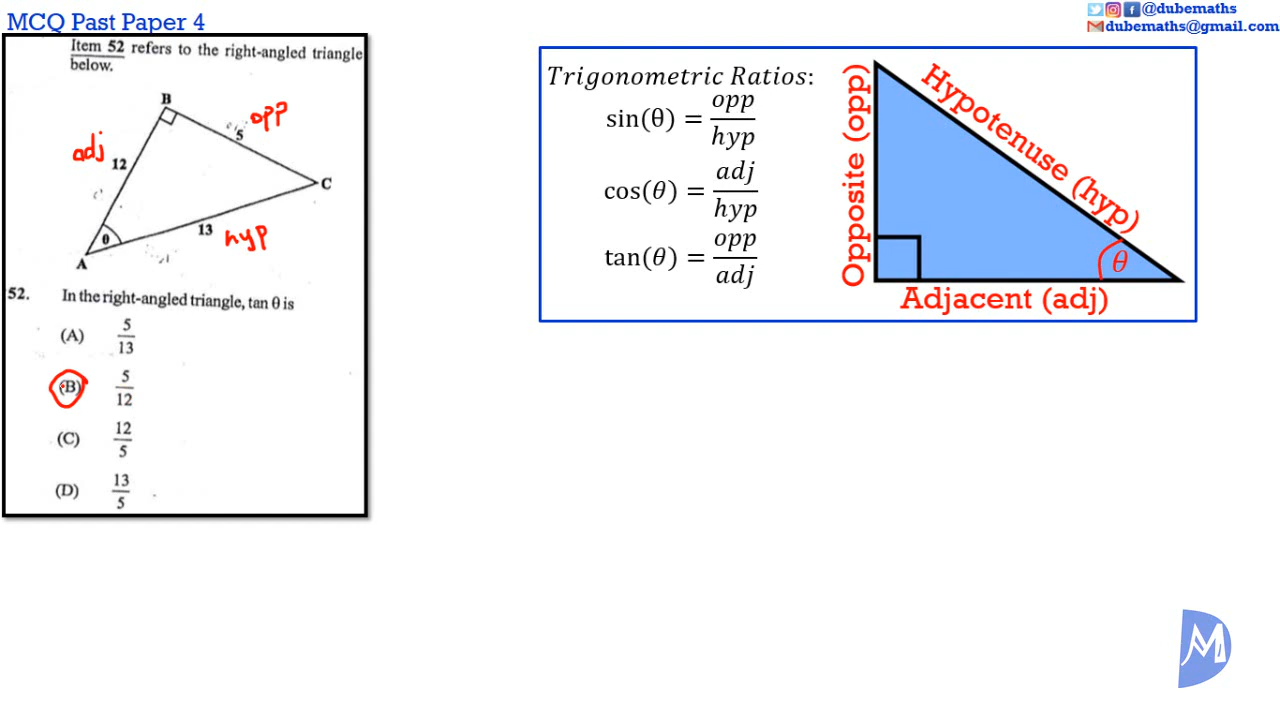 MCQ Past Paper 4
@dubemaths
dubemaths@gmail.com
Item 52 refers to the right-angled triangle
below.
B
opp
5
adj
12
C
θ
13
hyp
A
52. In the right-angled triangle, tan θ is
(A) 5/13
(B) 5/12
(C) 12/5
(D) 13/5
Trigonometric Ratios:
sin(θ) = opp/hyp
cos(θ) = adj/hyp
tan(θ) = opp/adj
Opposite (opp)
Hypotenuse (hyp)
θ
Adjacent (adj)
M